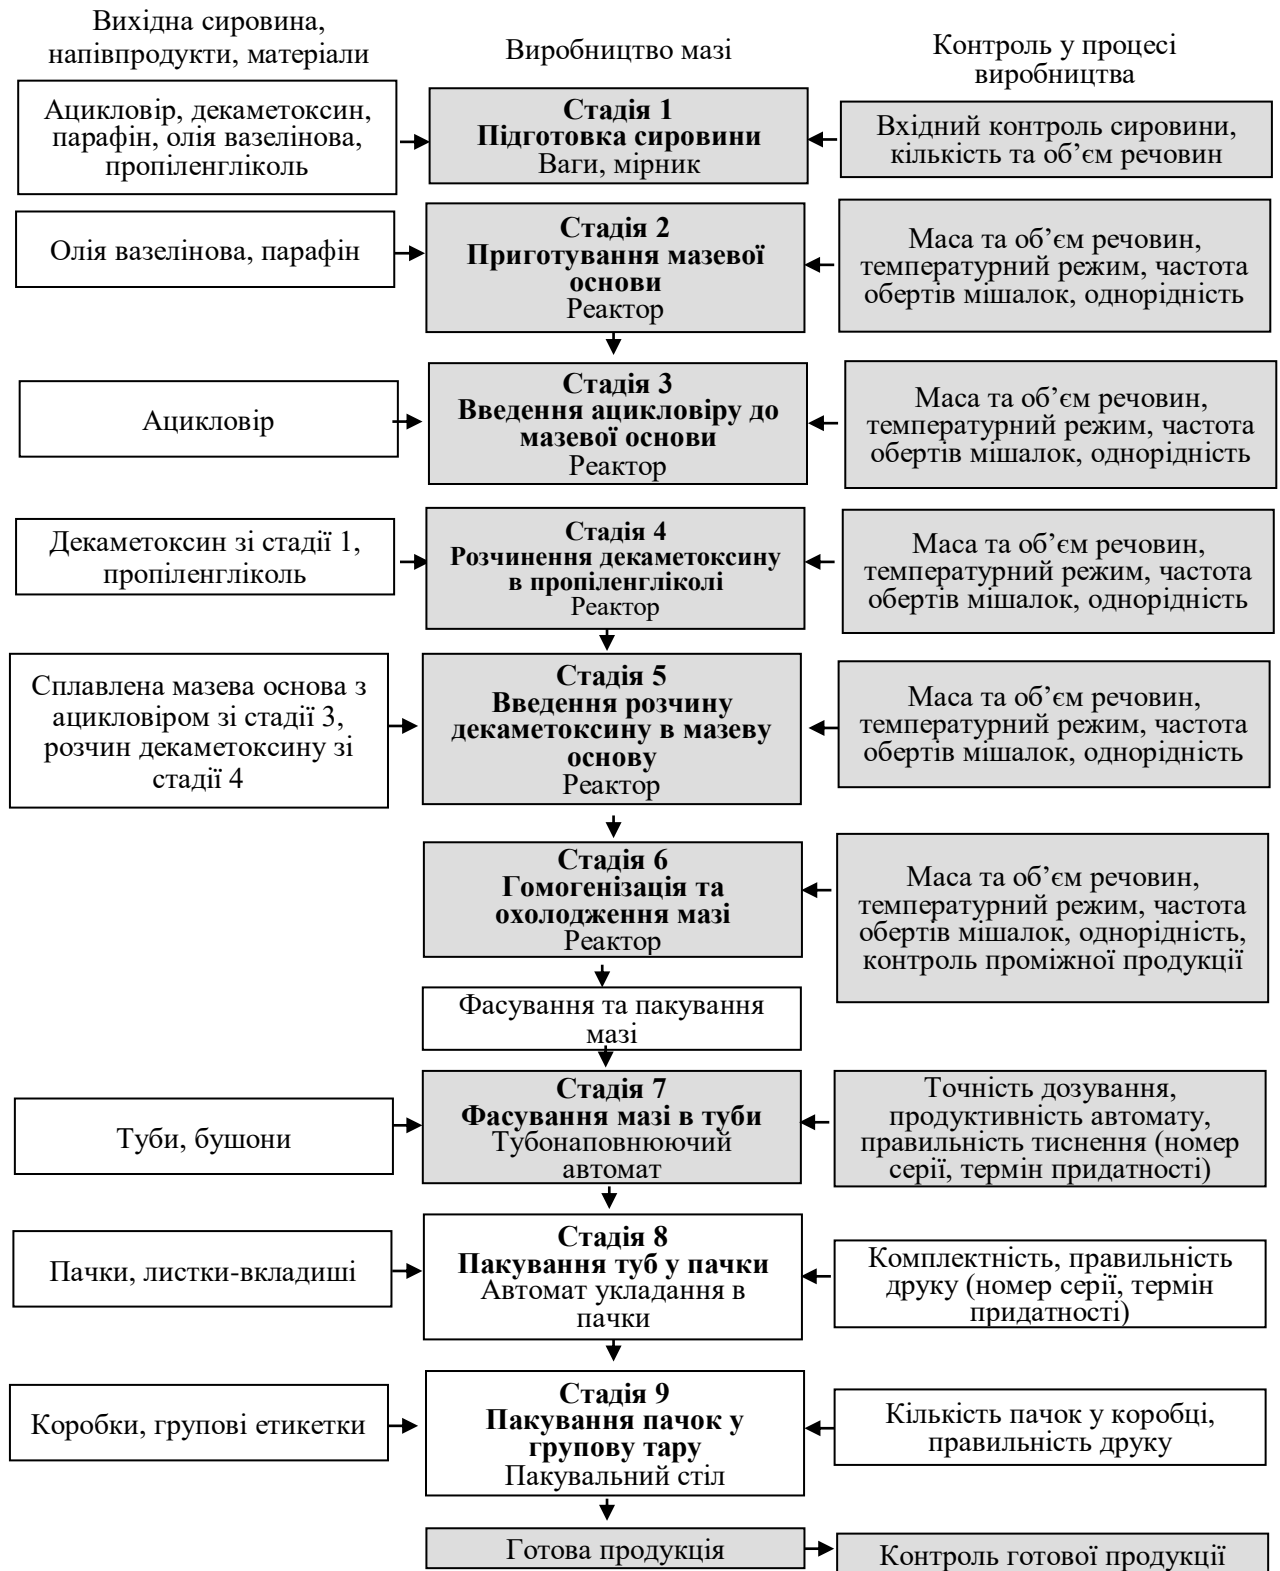 Вихідна сировина,
напівпродукти, матеріали
Виробництво мазі
Контроль у процесі
виробництва
Ацикловір, декаметоксин,
парафін, олія вазелінова,
пропіленгліколь
Стадія 1
Підготовка сировини
Ваги, мірник
Вхідний контроль сировини,
кількість та об’єм речовин
Олія вазелінова, парафін
Стадія 2
Приготування мазевої
основи
Реактор
Маса та об’єм речовин,
температурний режим, частота
обертів мішалок, однорідність
Ацикловір
Стадія 3
Введення ацикловіру до
мазевої основи
Реактор
Маса та об’єм речовин,
температурний режим, частота
обертів мішалок, однорідність
Декаметоксин зі стадії 1,
пропіленгліколь
Стадія 4
Розчинення декаметоксину
в пропіленгліколі
Реактор
Маса та об’єм речовин,
температурний режим, частота
обертів мішалок, однорідність
Сплавлена мазева основа з
ацикловіром зі стадії 3,
розчин декаметоксину зі
стадії 4
Стадія 5
Введення розчину
декаметоксину в мазеву
основу
Реактор
Маса та об’єм речовин,
температурний режим, частота
обертів мішалок, однорідність
Стадія 6
Гомогенізація та
охолодження мазі
Реактор
Маса та об’єм речовин,
температурний режим, частота
обертів мішалок, однорідність,
контроль проміжної продукції
Фасування та пакування
мазі
Туби, бушони
Стадія 7
Фасування мазі в туби
Тубонаповнюючий
автомат
Точність дозування,
продуктивність автомату,
правильність тиснення (номер
серії, термін придатності)
Пачки, листки-вкладиші
Стадія 8
Пакування туб у пачки
Автомат укладання в
пачки
Комплектність, правильність
друку (номер серії, термін
придатності)
Коробки, групові етикетки
Стадія 9
Пакування пачок у
групову тару
Пакувальний стіл
Кількість пачок у коробці,
правильність друку
Готова продукція
Контроль готової продукції